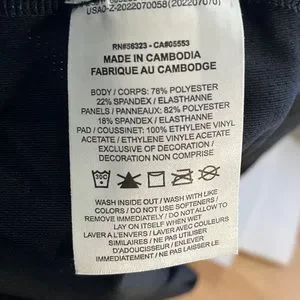 USA0-Z-2022070058 (202207070)
RN#56323 - CA#05553
MADE IN CAMBODIA
FABRIQUE AU CAMBODGE
BODY / CORPS: 78% POLYESTER
22% SPANDEX / ELASTHANNE
PANELS / PANNEAUX: 82% POLYESTER
18% SPANDEX / ELASTHANNE
PAD / COUSSINET: 100% ETHYLENE VINYL
ACETATE / ETHYLENE VINYL ACETATE
EXCLUSIVE OF DECORATION /
DECORATION NON COMPRISE
WASH INSIDE OUT / WASH WITH LIKE
COLORS / DO NOT USE SOFTENERS /
REMOVE IMMEDIATELY / DO NOT ALLOW TO
LAY ON ITSELF WHEN WET
LAVER A L'ENVERS / LAVER AVEC COULEURS
SIMILAIRES / NE PAS UTILISER
D'ADOUCISSEUR / ENLEVER
IMMEDIATEMENT / NE PAS LAISSER LE